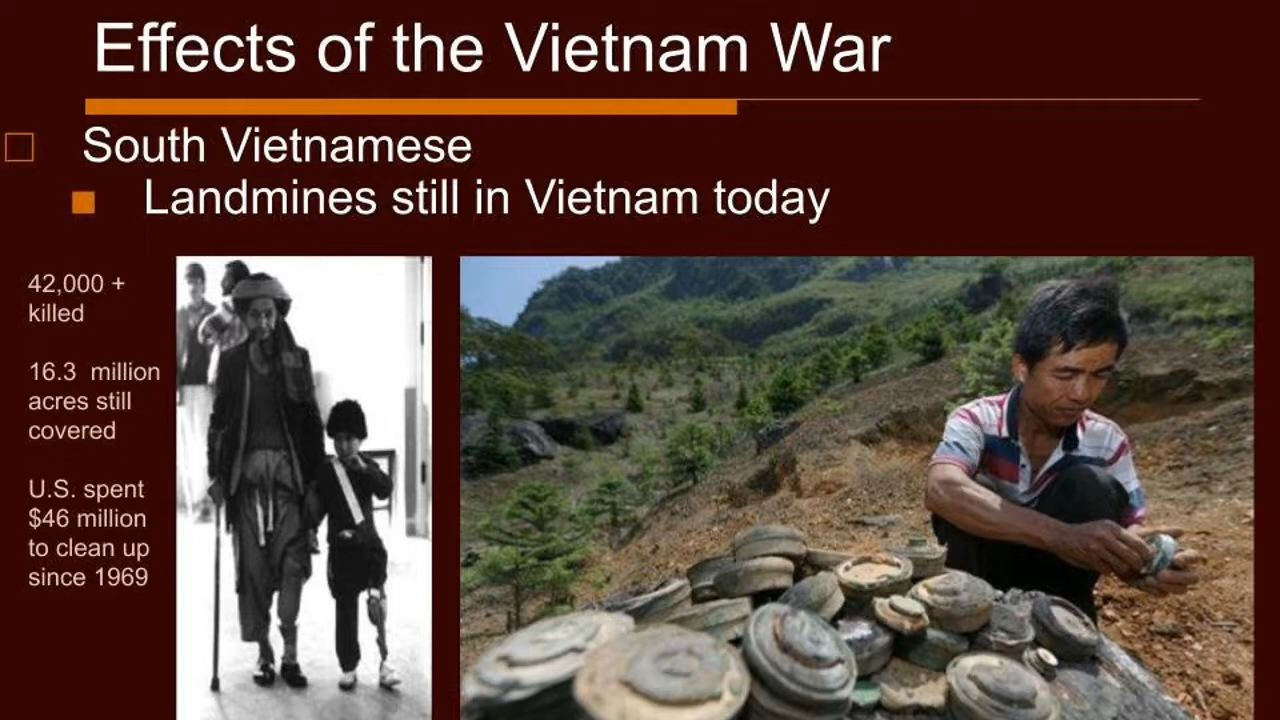 Effects of the Vietnam War
South Vietnamese
Landmines still in Vietnam today
42,000 +
killed
16.3 million
acres still
covered
U.S. spent
$46 million
to clean up
since 1969